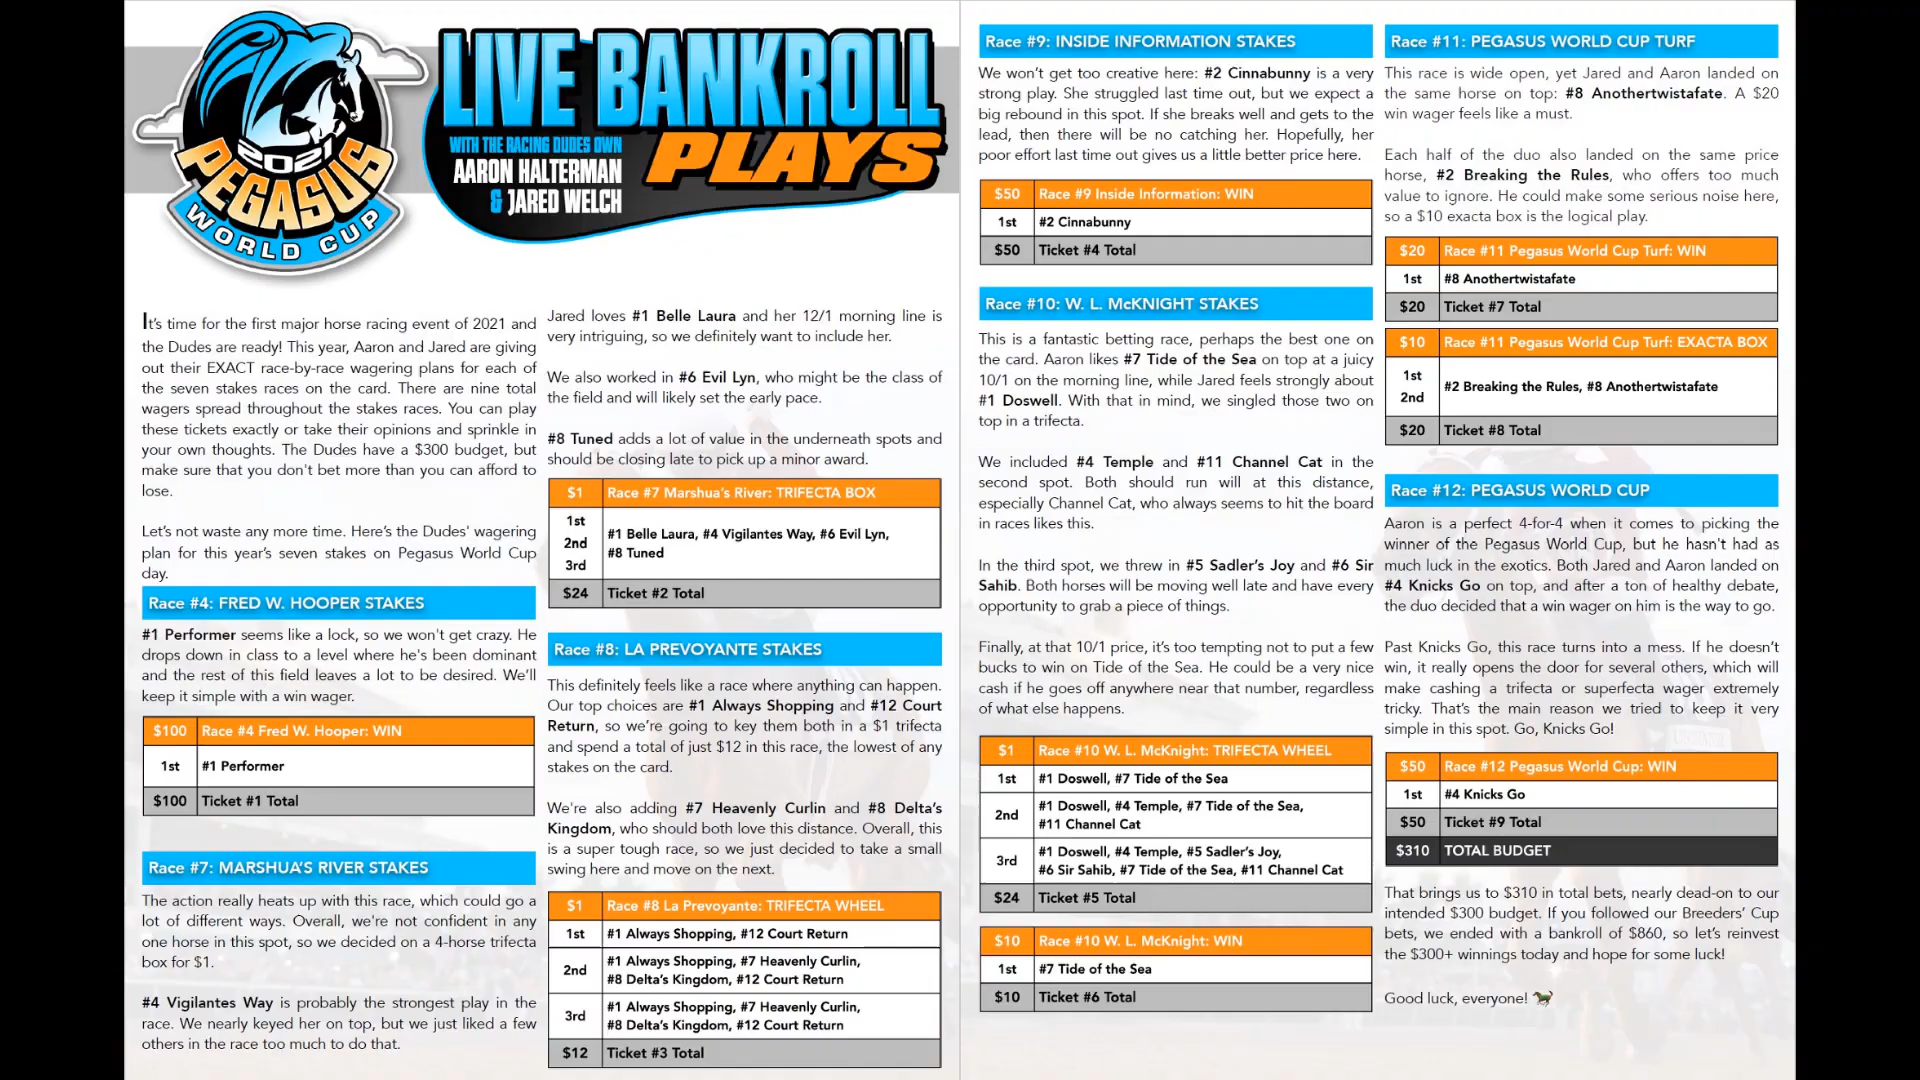 2021
PEGASUS
WORLD CUP
LIVE BANKROLL
PLAYS
WITH THE RACING DUDES OWN
AARON HALTERMAN
& JARED WELCH
It's time for the first major horse racing event of 2021 and
the Dudes are ready! This year, Aaron and Jared are giving
out their EXACT race-by-race wagering plans for each of
the seven stakes races on the card. There are nine total
wagers spread throughout the stakes races. You can play
these tickets exactly or take their opinions and sprinkle in
your own thoughts. The Dudes have a $300 budget, but
make sure that you don't bet more than you can afford to
lose.
Let's not waste any more time. Here's the Dudes' wagering
plan for this year's seven stakes on Pegasus World Cup
day.
Race #4: FRED W. HOOPER STAKES
#1 Performer seems like a lock, so we won't get crazy. He
drops down in class to a level where he's been dominant
and the rest of this field leaves a lot to be desired. We'll
keep it simple with a win wager.
$100 Race #4 Fred W. Hooper: WIN
1st #1 Performer
$100 Ticket #1 Total
Race #7: MARSHUA'S RIVER STAKES
The action really heats up with this race, which could go a
lot of different ways. Overall, we're not confident in any
one horse in this spot, so we decided on a 4-horse trifecta
box for $1.
#4 Vigilantes Way is probably the strongest play in the
race. We nearly keyed her on top, but we just liked a few
others in the race too much to do that.
Jared loves #1 Belle Laura and her 12/1 morning line is
very intriguing, so we definitely want to include her.
We also worked in #6 Evil Lyn, who might be the class of
the field and will likely set the early pace.
#8 Tuned adds a lot of value in the underneath spots and
should be closing late to pick up a minor award.
$1 Race #7 Marshua's River: TRIFECTA BOX
1st
2nd
3rd
#1 Belle Laura, #4 Vigilantes Way, #6 Evil Lyn,
#8 Tuned
$24 Ticket #2 Total
Race #8: LA PREVOYANTE STAKES
This definitely feels like a race where anything can happen.
Our top choices are #1 Always Shopping and #12 Court
Return, so we're going to key them both in a $1 trifecta
and spend a total of just $12 in this race, the lowest of any
stakes on the card.
We're also adding #7 Heavenly Curlin and #8 Delta's
Kingdom, who should both love this distance. Overall, this
is a super tough race, so we just decided to take a small
swing here and move on the next.
$1 Race #8 La Prevoyante: TRIFECTA WHEEL
1st #1 Always Shopping, #12 Court Return
2nd #1 Always Shopping, #7 Heavenly Curlin,
#8 Delta's Kingdom, #12 Court Return
3rd #1 Always Shopping, #7 Heavenly Curlin,
#8 Delta's Kingdom, #12 Court Return
$12 Ticket #3 Total
Race #9: INSIDE INFORMATION STAKES
We won't get too creative here: #2 Cinnabunny is a very
strong play. She struggled last time out, but we expect a
big rebound in this spot. If she breaks well and gets to the
lead, then there will be no catching her. Hopefully, her
poor effort last time out gives us a little better price here.
$50 Race #9 Inside Information: WIN
1st #2 Cinnabunny
$50 Ticket #4 Total
Race #10: W. L. McKNIGHT STAKES
This is a fantastic betting race, perhaps the best one on
the card. Aaron likes #7 Tide of the Sea on top at a juicy
10/1 on the morning line, while Jared feels strongly about
#1 Doswell. With that in mind, we singled those two on
top in a trifecta.
We included #4 Temple and #11 Channel Cat in the
second spot. Both should run will at this distance,
especially Channel Cat, who always seems to hit the board
in races likes this.
In the third spot, we threw in #5 Sadler's Joy and #6 Sir
Sahib. Both horses will be moving well late and have every
opportunity to grab a piece of things.
Finally, at that 10/1 price, it's too tempting not to put a few
bucks to win on Tide of the Sea. He could be a very nice
cash if he goes off anywhere near that number, regardless
of what else happens.
$1 Race #10 W. L. McKnight: TRIFECTA WHEEL
1st #1 Doswell, #7 Tide of the Sea
2nd #1 Doswell, #4 Temple, #7 Tide of the Sea,
#11 Channel Cat
3rd #1 Doswell, #4 Temple, #5 Sadler's Joy,
#6 Sir Sahib, #7 Tide of the Sea, #11 Channel Cat
$24 Ticket #5 Total
$10 Race #10 W. L. McKnight: WIN
1st #7 Tide of the Sea
$10 Ticket #6 Total
Race #11: PEGASUS WORLD CUP TURF
This race is wide open, yet Jared and Aaron landed on
the same horse on top: #8 Anothertwistafate. A $20
win wager feels like a must.
Each half of the duo also landed on the same price
horse, #2 Breaking the Rules, who offers too much
value to ignore. He could make some serious noise here,
so a $10 exacta box is the logical play.
$20 Race #11 Pegasus World Cup Turf: WIN
1st #8 Anothertwistafate
$20 Ticket #7 Total
$10 Race #11 Pegasus World Cup Turf: EXACTA BOX
1st
2nd
#2 Breaking the Rules, #8 Anothertwistafate
$20 Ticket #8 Total
Race #12: PEGASUS WORLD CUP
Aaron is a perfect 4-for-4 when it comes to picking the
winner of the Pegasus World Cup, but he hasn't had as
much luck in the exotics. Both Jared and Aaron landed on
#4 Knicks Go on top, and after a ton of healthy debate,
the duo decided that a win wager on him is the way to go.
Past Knicks Go, this race turns into a mess. If he doesn't
win, it really opens the door for several others, which will
make cashing a trifecta or superfecta wager extremely
tricky. That's the main reason we tried to keep it very
simple in this spot. Go, Knicks Go!
$50 Race #12 Pegasus World Cup: WIN
1st #4 Knicks Go
$50 Ticket #9 Total
$310 TOTAL BUDGET
That brings us to $310 in total bets, nearly dead-on to our
intended $300 budget. If you followed our Breeders' Cup
bets, we ended with a bankroll of $860, so let's reinvest
the $300+ winnings today and hope for some luck!
Good luck, everyone!